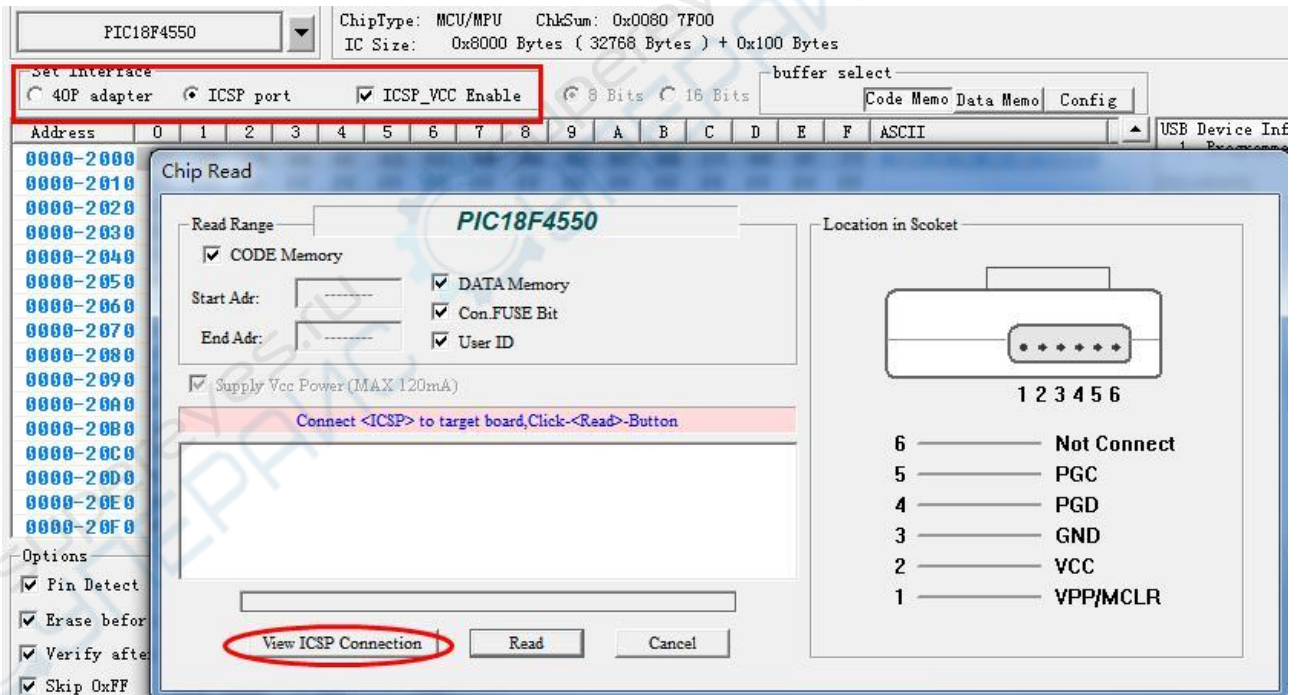 PIC18F4550
ChipType: MCU/MPU ChkSum: 0x0080 7F00
IC Size: 0x8000 Bytes ( 32768 Bytes ) + 0x100 Bytes
Set Interface
40P adapter ICSP port ICSP_VCC Enable 8 Bits 16 Bits
buffer select
Code Memo Data Memo Config
Address 0 1 2 3 4 5 6 7 8 9 A B C D E F ASCII
USB Device Inf
0000-2000
0000-2010
0000-2020
0000-2030
0000-2040
0000-2050
0000-2060
0000-2070
0000-2080
0000-2090
0000-20A0
0000-20B0
0000-20C0
0000-20D0
0000-20E0
0000-20F0
Options
Pin Detect
Erase befor
Verify afte
Skip 0xFF
Chip Read
Read Range
PIC18F4550
CODE Memory
Start Adr: --------
End Adr: --------
DATA Memory
Con.FUSE Bit
User ID
Supply Vcc Power (MAX 120mA)
Connect <ICSP> to target board,Click-<Read>-Button
View ICSP Connection Read Cancel
Location in Scoket
1 2 3 4 5 6
6 Not Connect
5 PGC
4 PGD
3 GND
2 VCC
1 VPP/MCLR
supereyes.ru
СУПЕРАЙС